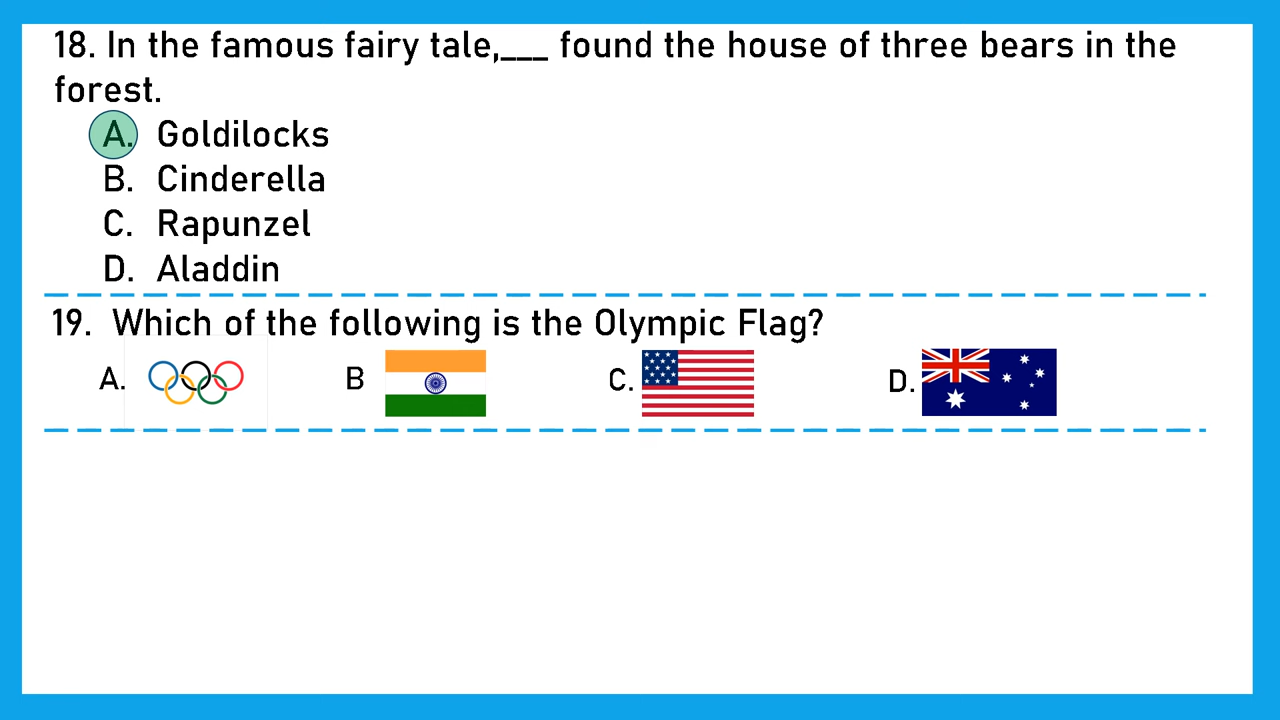 18. In the famous fairy tale,___ found the house of three bears in the
forest.
A. Goldilocks
B. Cinderella
C. Rapunzel
D. Aladdin
19. Which of the following is the Olympic Flag?
A. B C. D.